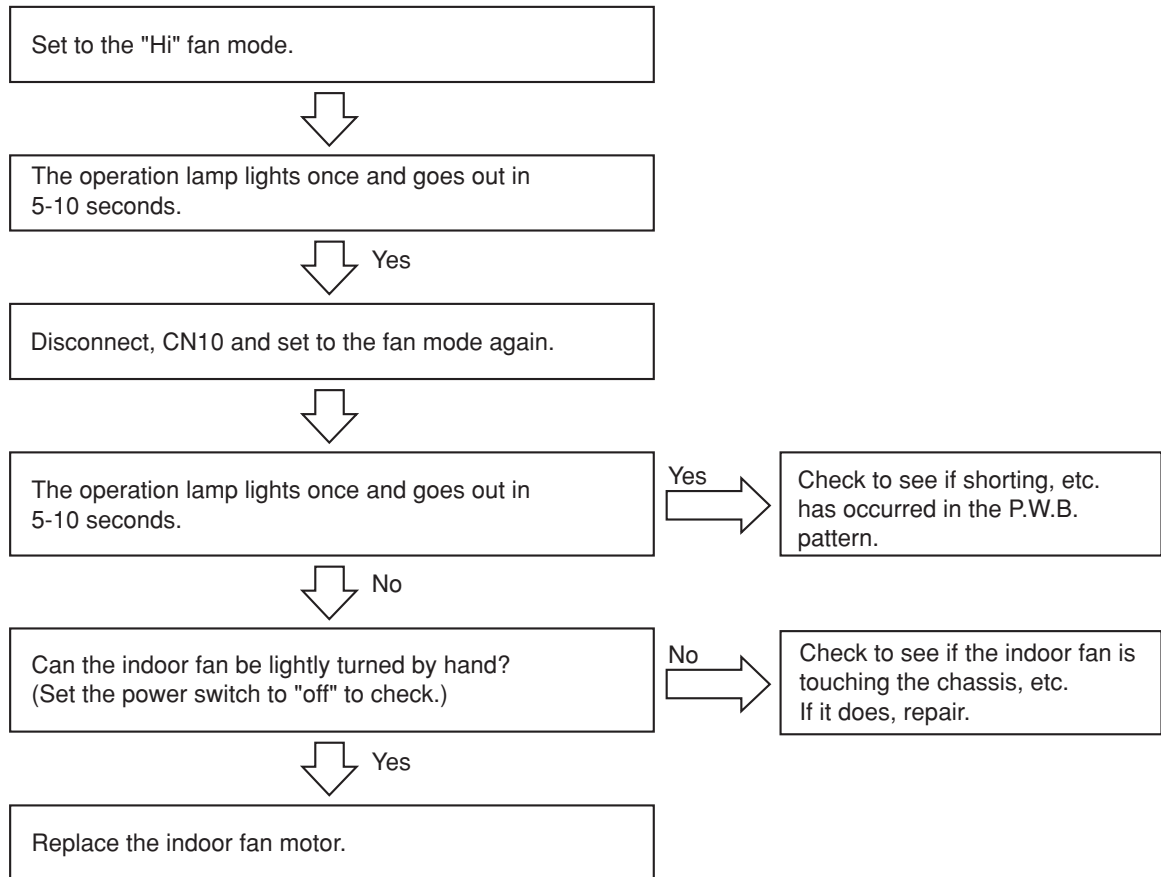 Set to the "Hi" fan mode.
The operation lamp lights once and goes out in
5-10 seconds.
Yes
Disconnect, CN10 and set to the fan mode again.
The operation lamp lights once and goes out in
5-10 seconds.
Yes
Check to see if shorting, etc.
has occurred in the P.W.B.
pattern.
No
Can the indoor fan be lightly turned by hand?
(Set the power switch to "off" to check.)
No
Check to see if the indoor fan is
touching the chassis, etc.
If it does, repair.
Yes
Replace the indoor fan motor.